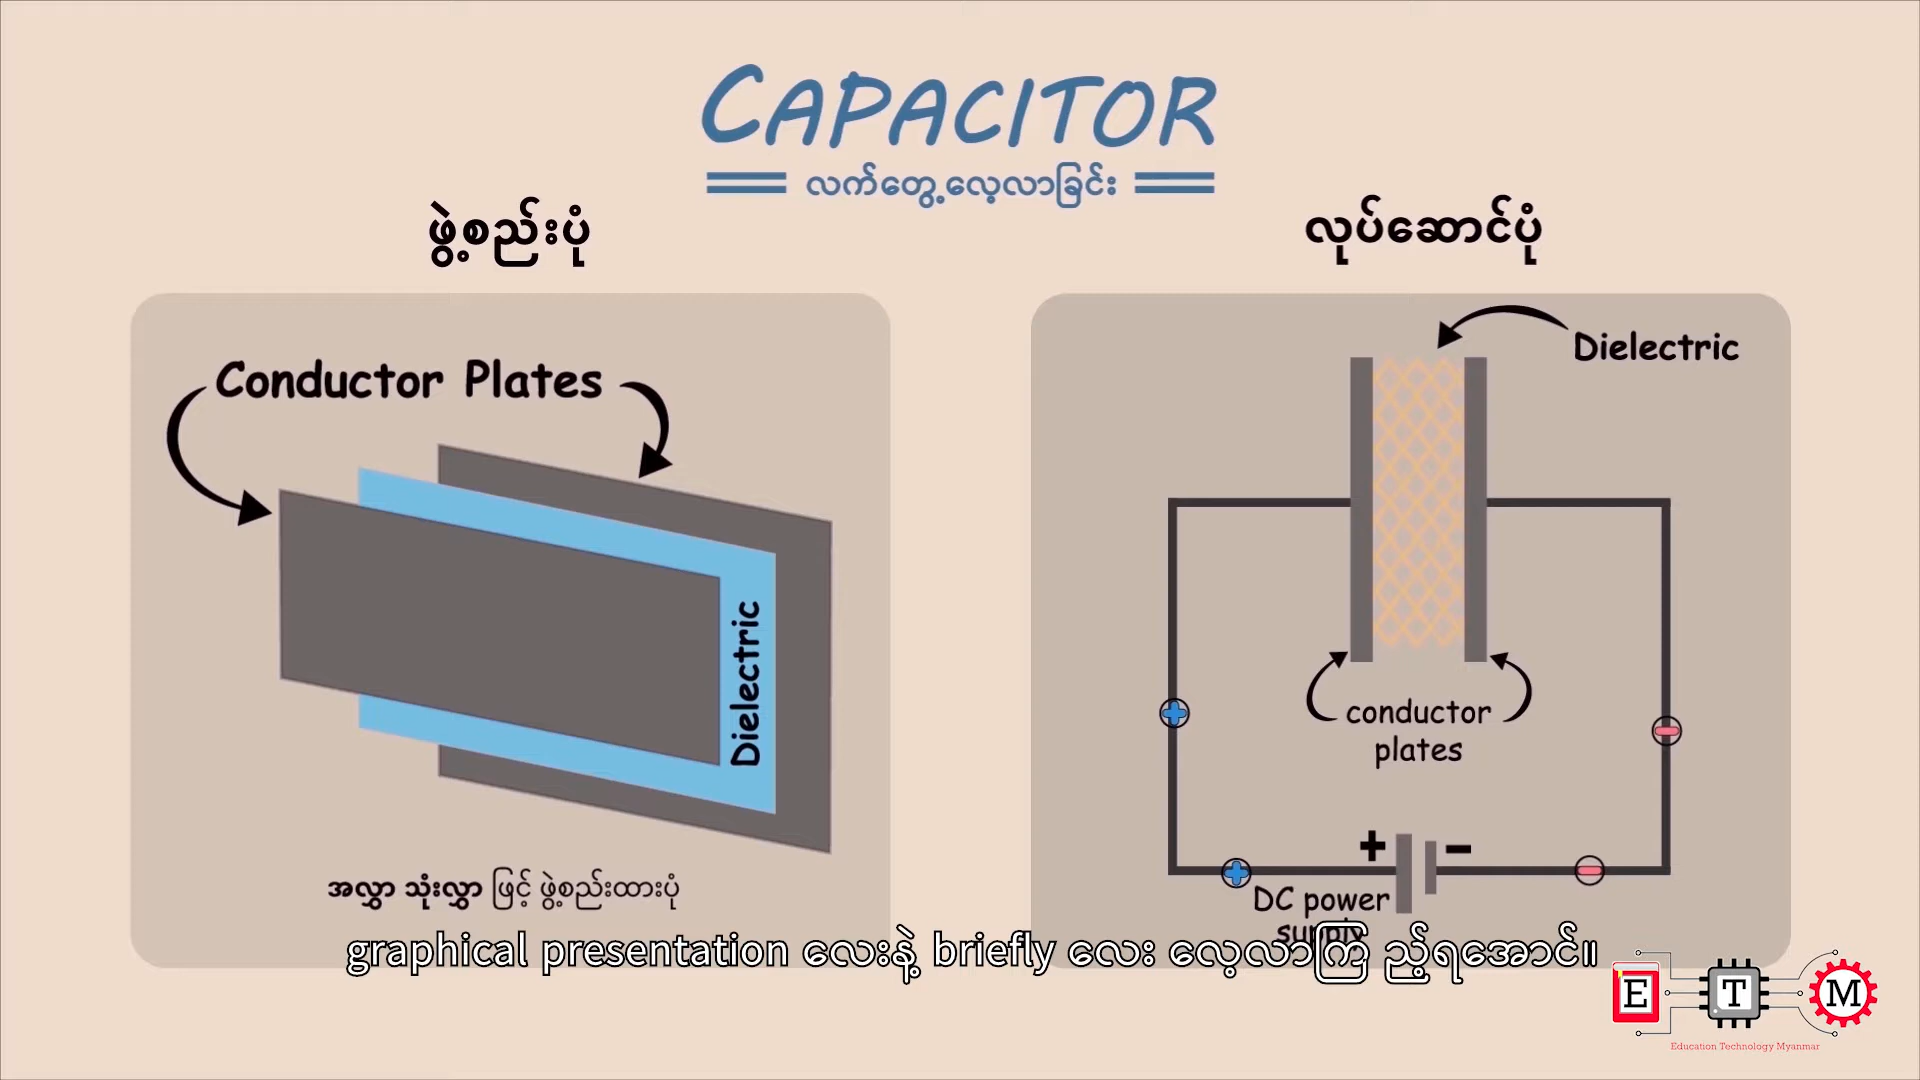 CAPACITOR
လက်တွေ့လေ့လာခြင်း
ဖွဲ့စည်းပုံ
လုပ်ဆောင်ပုံ
Conductor Plates
Dielectric
အလွှာ သုံးလွှာ ဖြင့် ဖွဲ့စည်းထားပုံ
Dielectric
conductor
plates
+ -
DC power
supply
graphical presentation လေးနဲ့ briefly လေး လေ့လာကြ ည့်ရအောင်။
E T M
Education Technology Myanmar